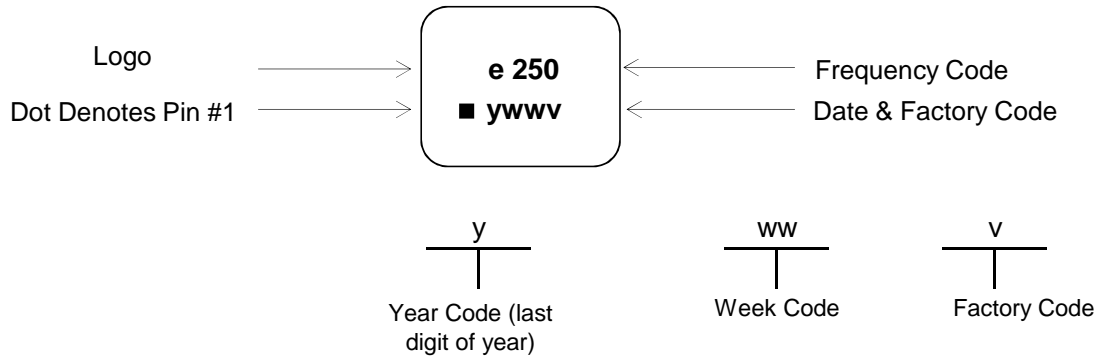 Logo
e 250
Frequency Code
Dot Denotes Pin #1
■ ywwv
Date & Factory Code
y
ww
v
Year Code (last
digit of year)
Week Code
Factory Code